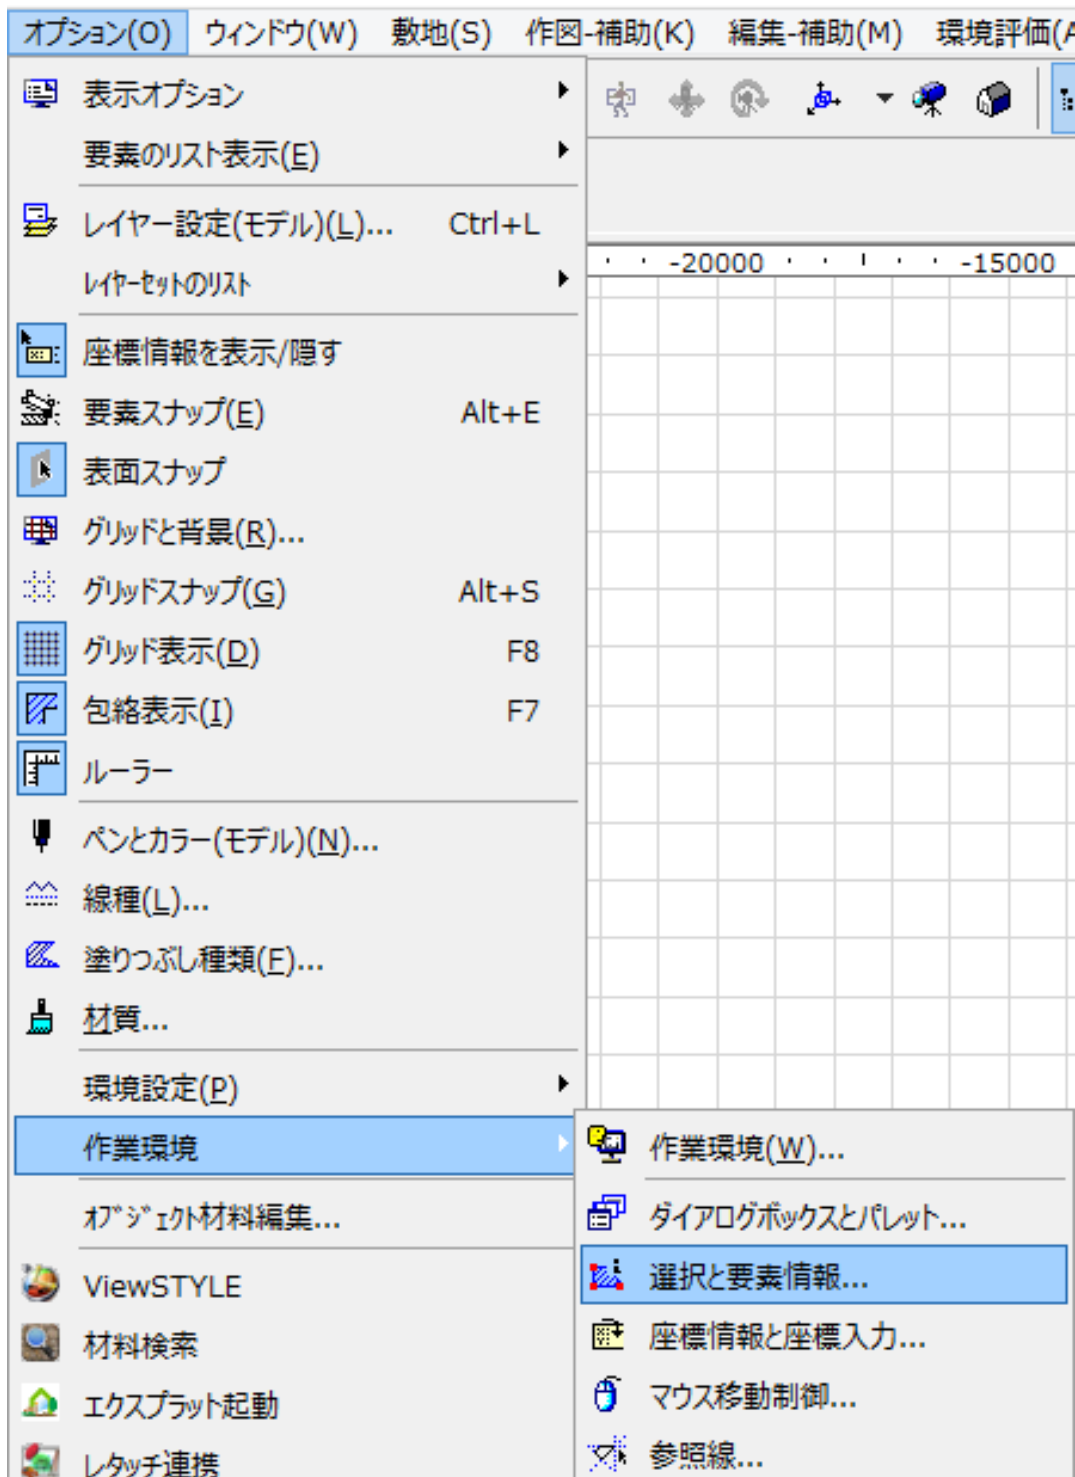 オプション(O) ウィンドウ(W) 敷地(S) 作図-補助(K) 編集-補助(M) 環境評価(A
表示オプション
要素のリスト表示(E)
レイヤー設定(モデル)(L)... Ctrl+L
レイヤーセットのリスト
-20000 -15000
座標情報を表示/隠す
要素スナップ(E) Alt+E
表面スナップ
グリッドと背景(R)...
グリッドスナップ(G) Alt+S
グリッド表示(D) F8
包絡表示(I) F7
ルーラー
ペンとカラー(モデル)(N)...
線種(L)...
塗りつぶし種類(F)...
材質...
環境設定(P)
作業環境
作業環境(W)...
オブジェクト材料編集...
ダイアログボックスとパレット...
選択と要素情報...
ViewSTYLE
座標情報と座標入力...
材料検索
マウス移動制御...
エクスプラット起動
参照線...
レタッチ連携